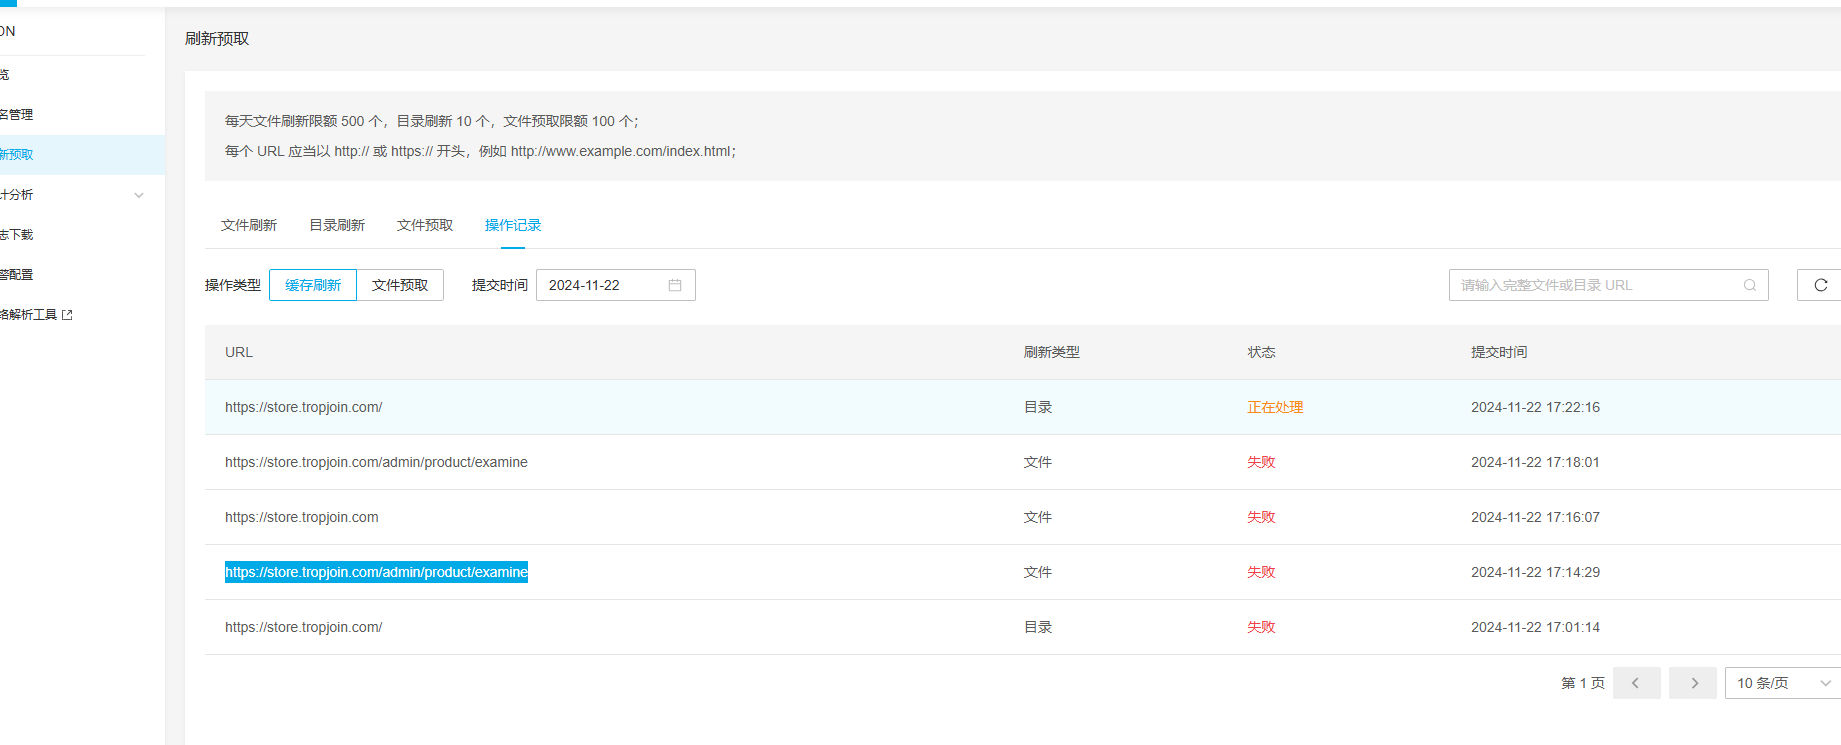 ON
览
名管理
新预取
计分析
志下载
警配置
络解析工具
刷新预取
每天文件刷新限额 500 个，目录刷新 10 个，文件预取限额 100 个；
每个 URL 应当以 http:// 或 https:// 开头，例如 http://www.example.com/index.html；
文件刷新 目录刷新 文件预取 操作记录
操作类型 缓存刷新 文件预取 提交时间 2024-11-22 请输入完整文件或目录 URL
URL 刷新类型 状态 提交时间
https://store.tropjoin.com/ 目录 正在处理 2024-11-22 17:22:16
https://store.tropjoin.com/admin/product/examine 文件 失败 2024-11-22 17:18:01
https://store.tropjoin.com 文件 失败 2024-11-22 17:16:07
https://store.tropjoin.com/admin/product/examine 文件 失败 2024-11-22 17:14:29
https://store.tropjoin.com/ 目录 失败 2024-11-22 17:01:14
第 1 页 10 条/页